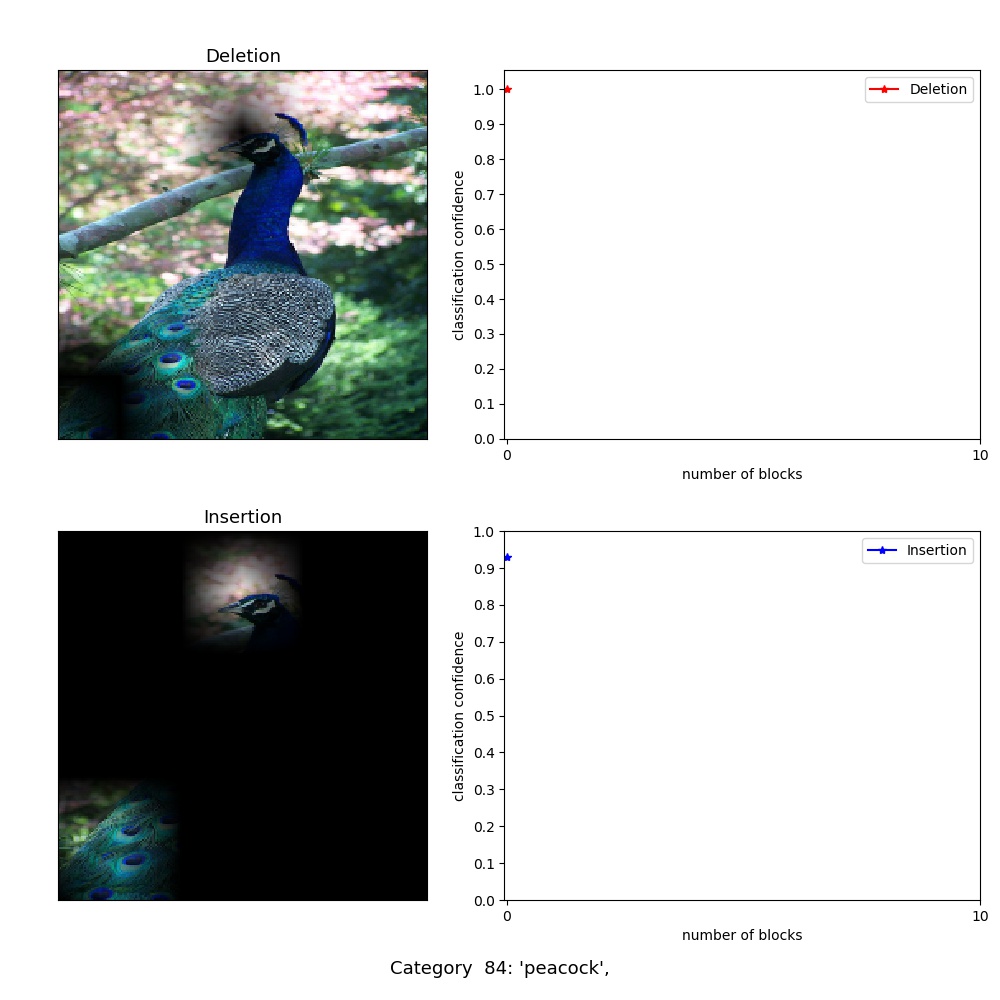 Deletion
1.0
0.9
0.8
0.7
0.6
0.5
0.4
0.3
0.2
0.1
0.0
classification confidence
Deletion
0
10
number of blocks
Insertion
1.0
0.9
0.8
0.7
0.6
0.5
0.4
0.3
0.2
0.1
0.0
classification confidence
Insertion
0
10
number of blocks
Category  84: 'peacock',